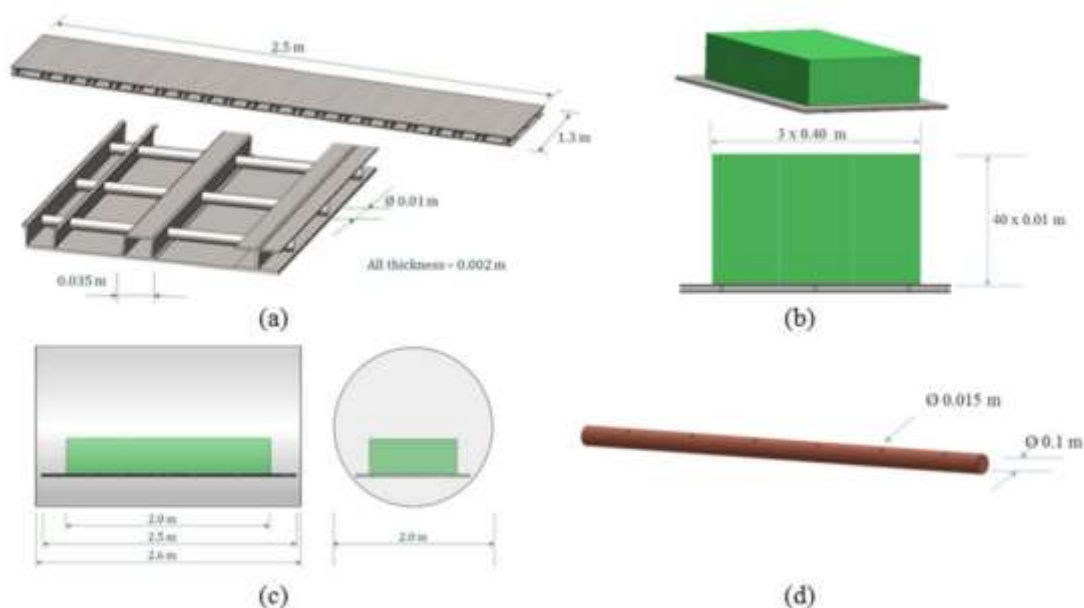 2.5 m
1.3 m
Ø 0.01 m
All thickness = 0.002 m
0.035 m
(a)
3 x 0.40 m
40 x 0.01 m
(b)
2.0 m
2.5 m
2.6 m
2.0 m
(c)
Ø 0.015 m
Ø 0.1 m
(d)